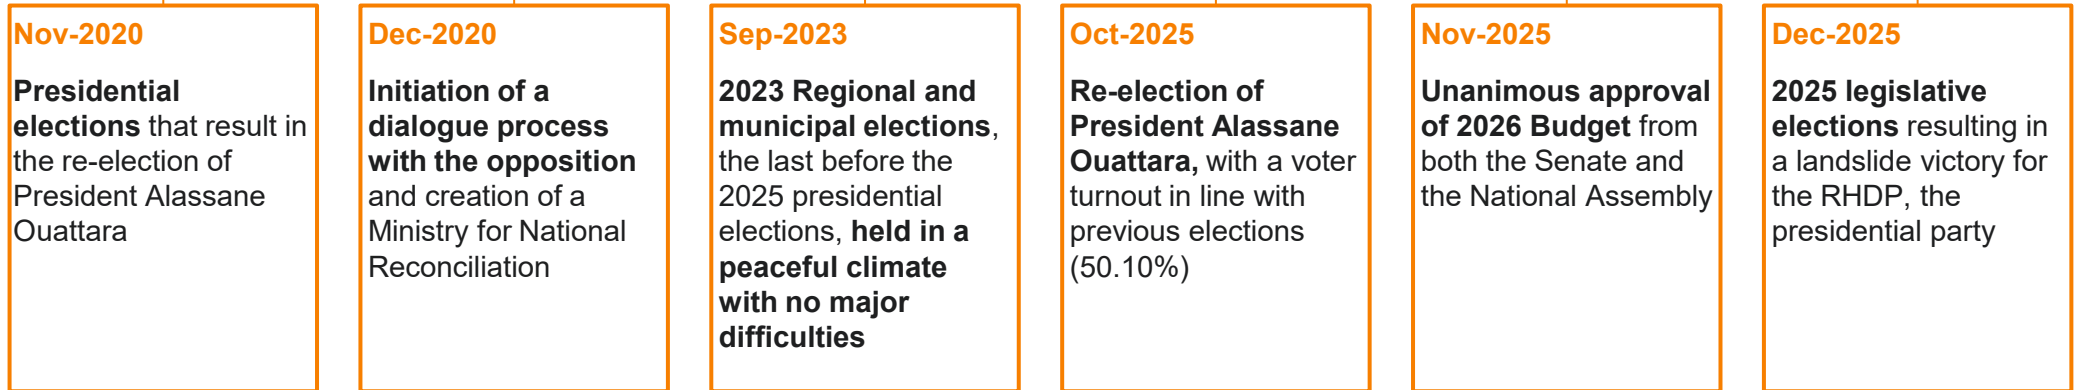 Nov-2020
Presidential
elections that result in
the re-election of
President Alassane
Ouattara
Dec-2020
Initiation of a
dialogue process
with the opposition
and creation of a
Ministry for National
Reconciliation
Sep-2023
2023 Regional and
municipal elections,
the last before the
2025 presidential
elections, held in a
peaceful climate
with no major
difficulties
Oct-2025
Re-election of
President Alassane
Ouattara, with a voter
turnout in line with
previous elections
(50.10%)
Nov-2025
Unanimous approval
of 2026 Budget from
both the Senate and
the National Assembly
Dec-2025
2025 legislative
elections resulting in
a landslide victory for
the RHDP, the
presidential party